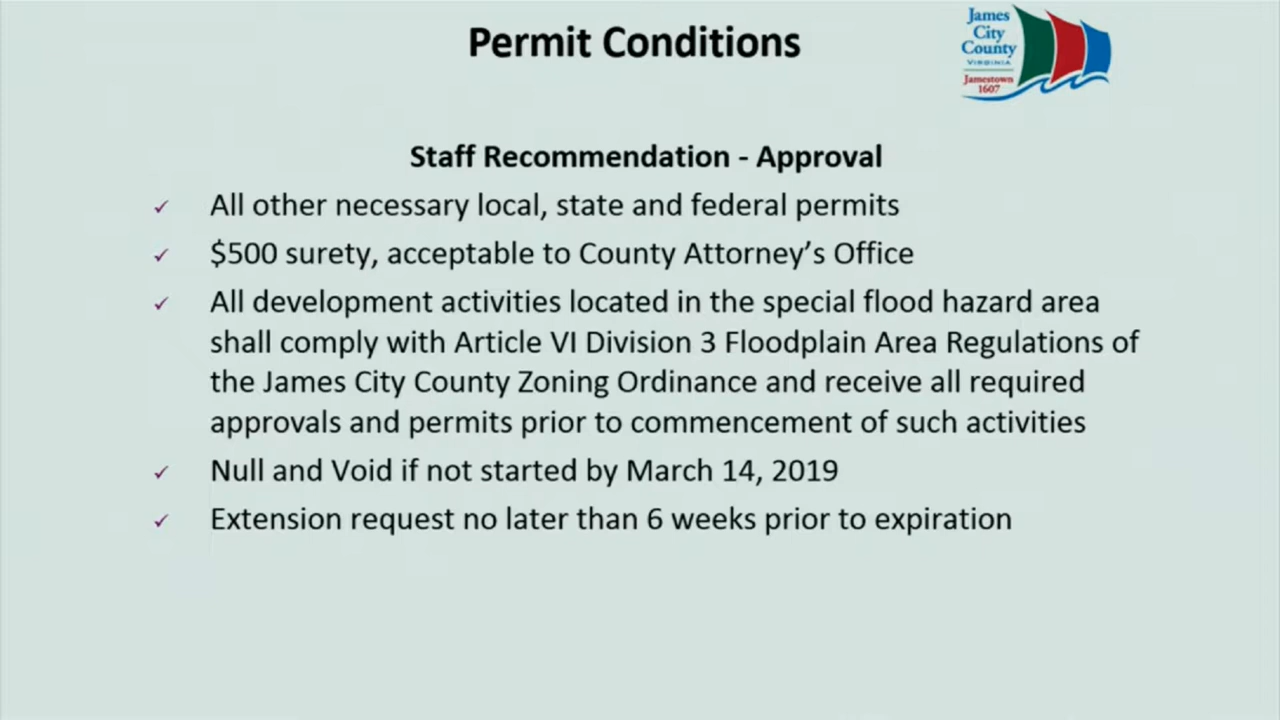 Permit Conditions
James
City
County
VIRGINIA
Jamestown
1607
Staff Recommendation - Approval
✓ All other necessary local, state and federal permits
✓ $500 surety, acceptable to County Attorney’s Office
✓ All development activities located in the special flood hazard area
shall comply with Article VI Division 3 Floodplain Area Regulations of
the James City County Zoning Ordinance and receive all required
approvals and permits prior to commencement of such activities
✓ Null and Void if not started by March 14, 2019
✓ Extension request no later than 6 weeks prior to expiration